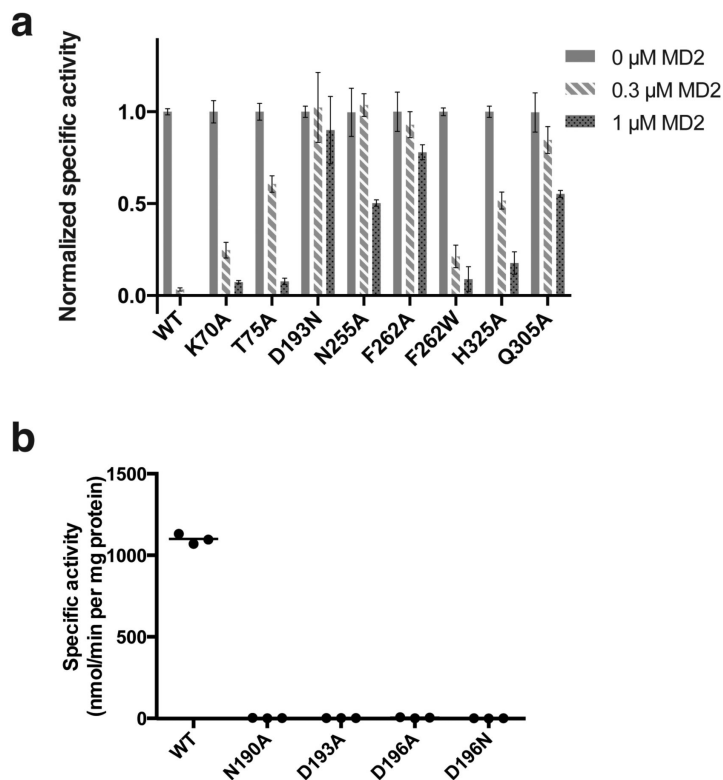 a
Normalized specific activity
1.0
0.5
0.0
WT
K70A
T75A
D193N
N255A
F262A
F262W
H325A
Q305A
0 µM MD2
0.3 µM MD2
1 µM MD2
b
Specific activity
(nmol/min per mg protein)
1500
1000
500
0
WT
N190A
D193A
D196A
D196N